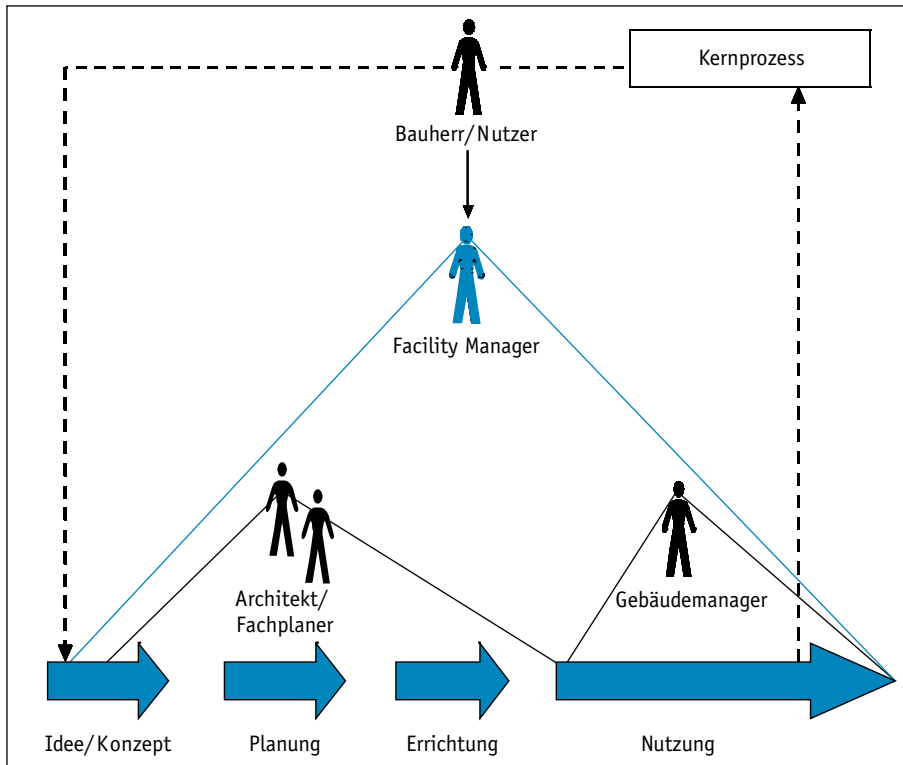 Kernprozess
Bauherr/Nutzer
Facility Manager
Architekt/
Fachplaner
Gebäudemanager
Idee/Konzept
Planung
Errichtung
Nutzung